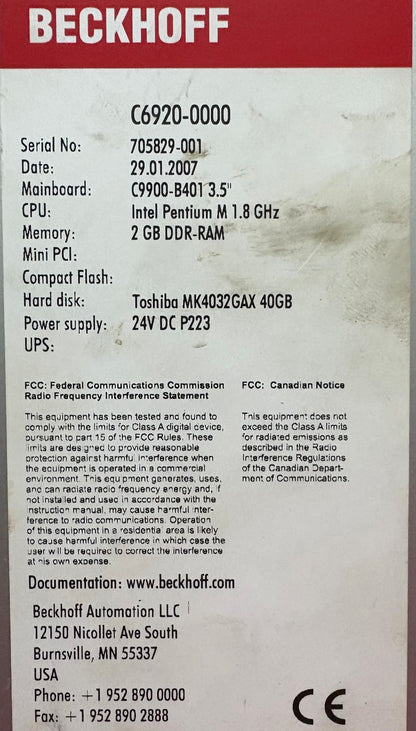 BECKHOFF
C6920-0000
Serial No: 705829-001
Date: 29.01.2007
Mainboard: C9900-B401 3.5"
CPU: Intel Pentium M 1.8 GHz
Memory: 2 GB DDR-RAM
Mini PCI:
Compact Flash:
Hard disk: Toshiba MK4032GAX 40GB
Power supply: 24V DC P223
UPS:
FCC: Federal Communications Commission
Radio Frequency Interference Statement
This equipment has been tested and found to
comply with the limits for Class A digital device,
pursuant to part 15 of the FCC Rules. These
limits are designed to provide reasonable
protection against harmful interference when
the equipment is operated in a commercial
environment. This equipment generates, uses,
and can radiate radio frequency energy and, if
not installed and used in accordance with the
instruction manual, may cause harmful inter-
ference to radio communications. Operation
of this equipment in a residential area is likely
to cause harmful interference in which case the
user will be required to correct the interference
at his own expense.
FCC: Canadian Notice
This equipment does not
exceed the Class A limits
for radiated emissions as
described in the Radio
Interference Regulations
of the Canadian Depart-
ment of Communications.
Documentation: www.beckhoff.com
Beckhoff Automation LLC
12150 Nicollet Ave South
Burnsville, MN 55337
USA
Phone: +1 952 890 0000
Fax: +1 952 890 2888
CE